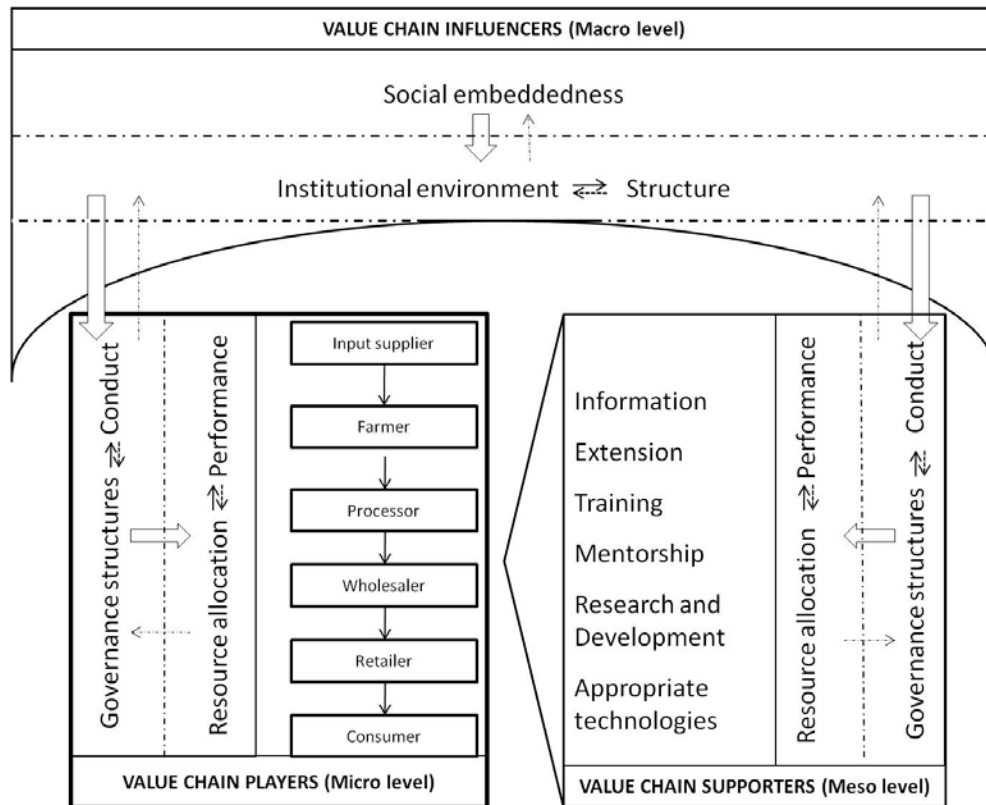 VALUE CHAIN INFLUENCERS (Macro level)
Social embeddedness
Institutional environment
Structure
Governance structures
Conduct
Resource allocation
Performance
Input supplier
Farmer
Processor
Wholesaler
Retailer
Consumer
VALUE CHAIN PLAYERS (Micro level)
Information
Extension
Training
Mentorship
Research and
Development
Appropriate
technologies
Resource allocation
Performance
Governance structures
Conduct
VALUE CHAIN SUPPORTERS (Meso level)